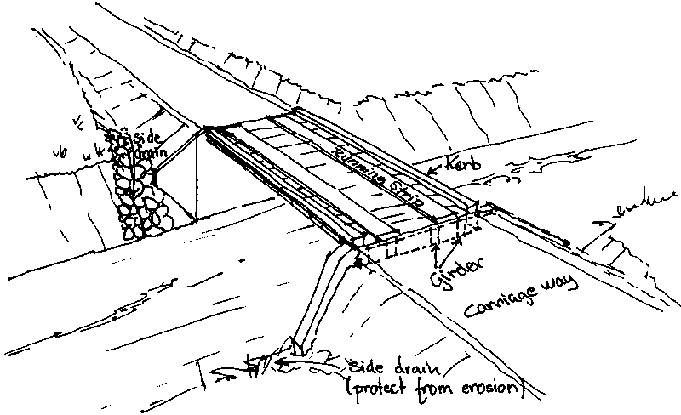 side
drain
Running Strip
Kerb
Girder
Carriage way
side drain
(protect from erosion)